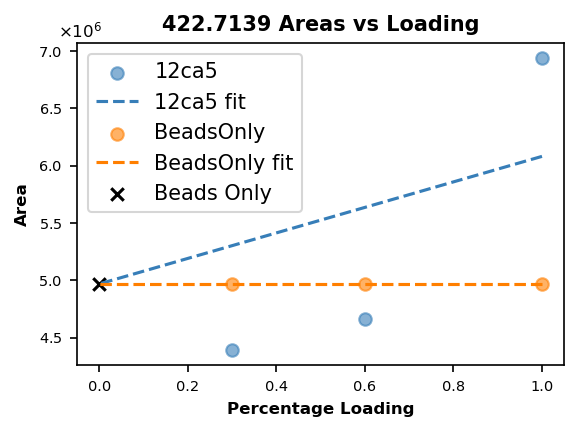 422.7139 Areas vs Loading
×10⁶
7.0
6.5
6.0
5.5
5.0
4.5
Area
12ca5
12ca5 fit
BeadsOnly
BeadsOnly fit
Beads Only
0.0 0.2 0.4 0.6 0.8 1.0
Percentage Loading